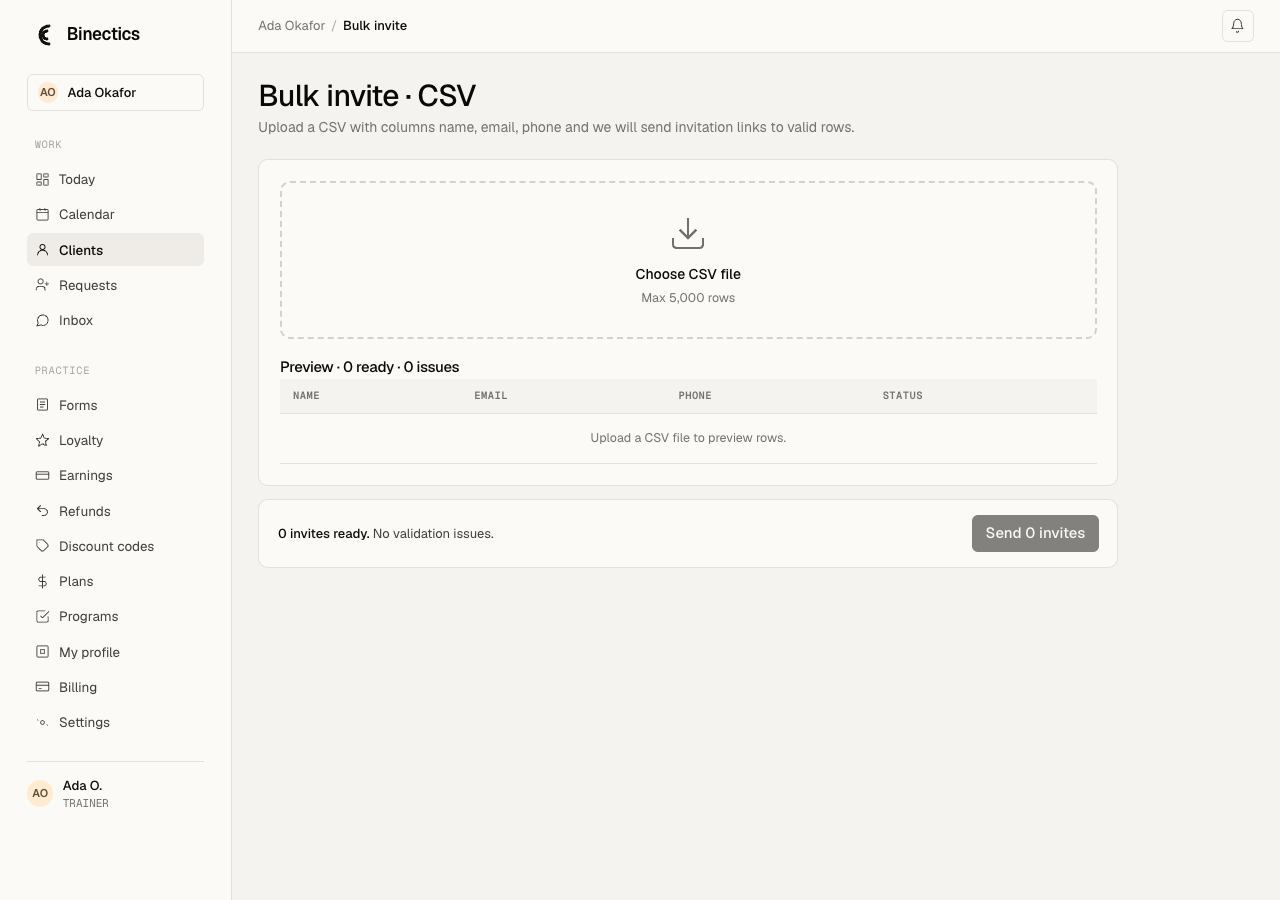 Binectics
AO Ada Okafor
WORK
Today
Calendar
Clients
Requests
Inbox
PRACTICE
Forms
Loyalty
Earnings
Refunds
Discount codes
Plans
Programs
My profile
Billing
Settings
AO Ada O.
TRAINER
Ada Okafor / Bulk invite
Bulk invite · CSV
Upload a CSV with columns name, email, phone and we will send invitation links to valid rows.
Choose CSV file
Max 5,000 rows
Preview · 0 ready · 0 issues
NAME EMAIL PHONE STATUS
Upload a CSV file to preview rows.
0 invites ready. No validation issues.
Send 0 invites